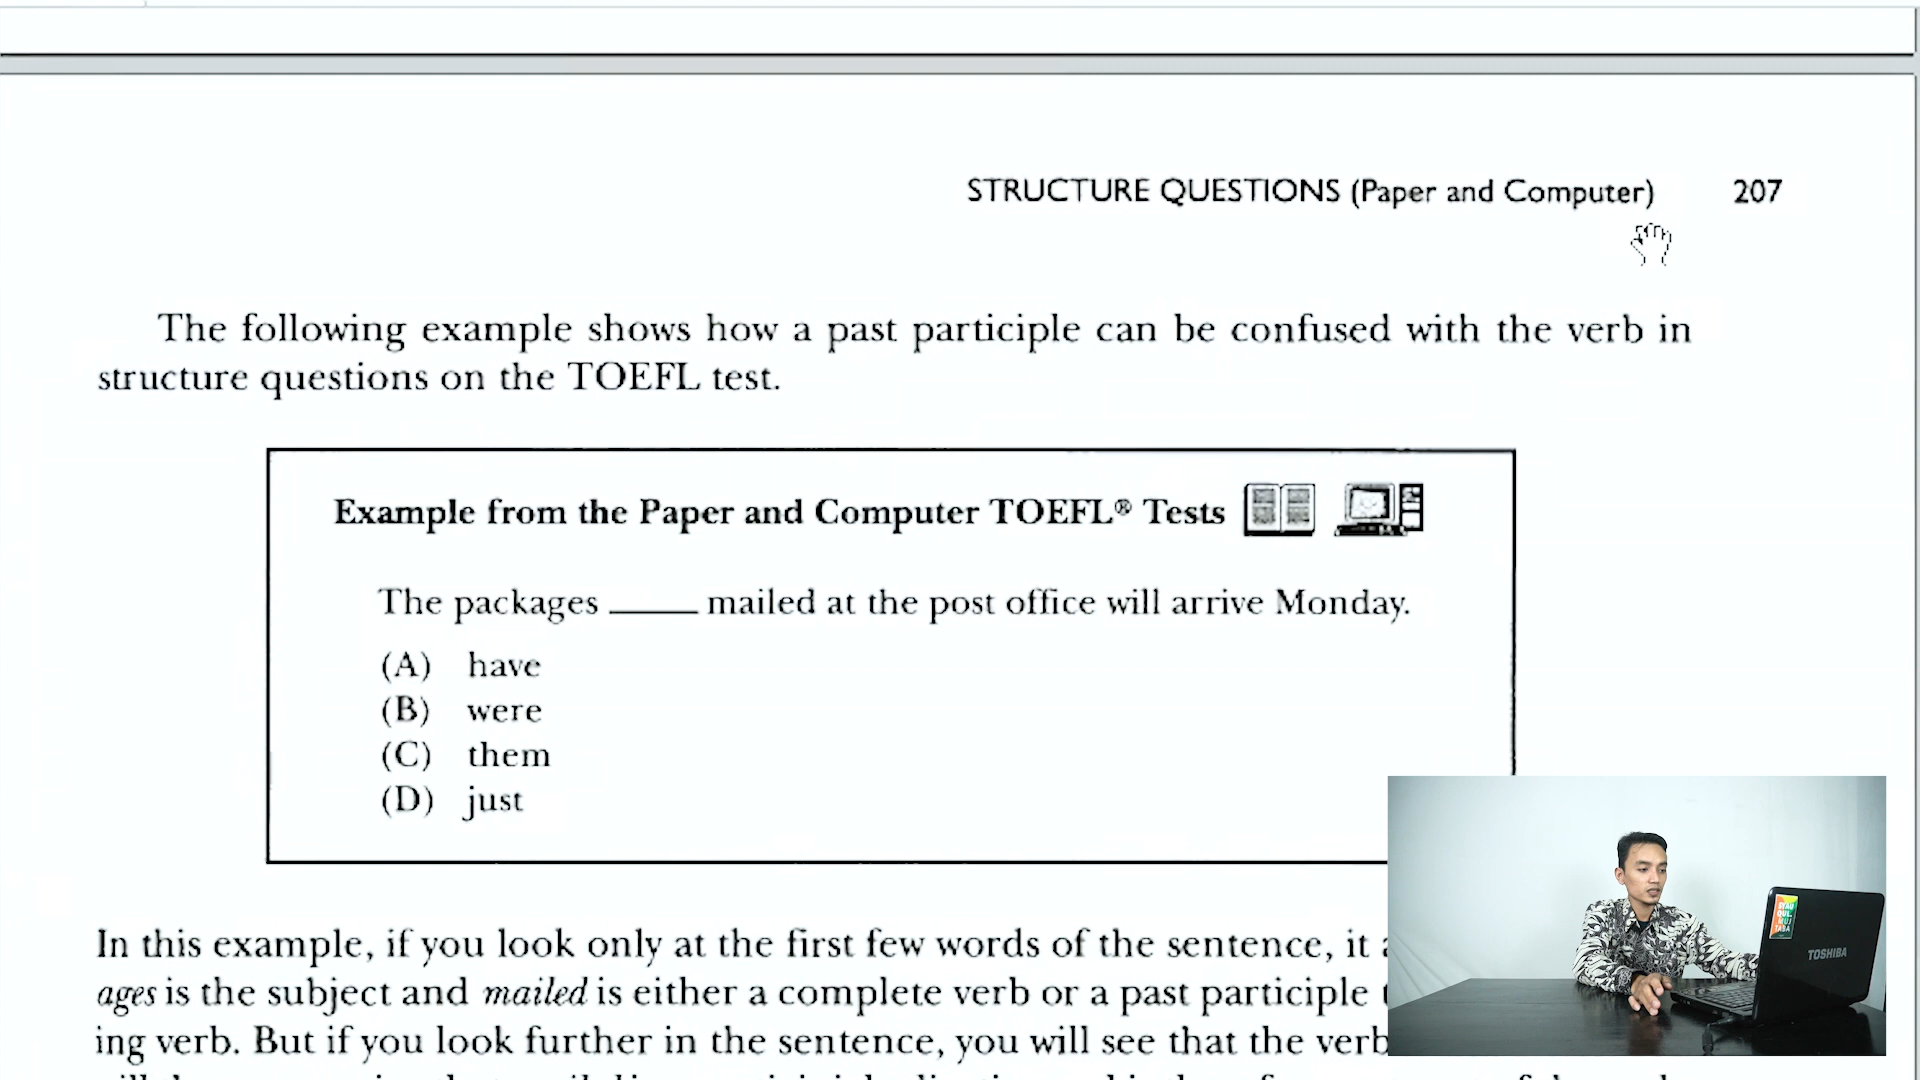 STRUCTURE QUESTIONS (Paper and Computer) 207
The following example shows how a past participle can be confused with the verb in
structure questions on the TOEFL test.
Example from the Paper and Computer TOEFL® Tests
The packages _____ mailed at the post office will arrive Monday.
(A) have
(B) were
(C) them
(D) just
In this example, if you look only at the first few words of the sentence, it
ages is the subject and mailed is either a complete verb or a past participle
ing verb. But if you look further in the sentence, you will see that the verb
SYAU
QUL
MUJ
TABA
TOSHIBA